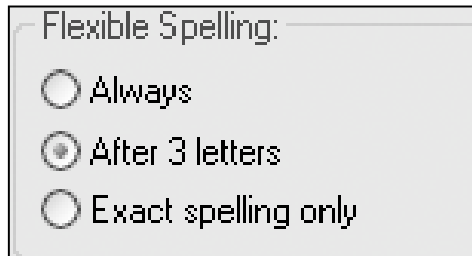 Flexible Spelling:
Always
After 3 letters
Exact spelling only